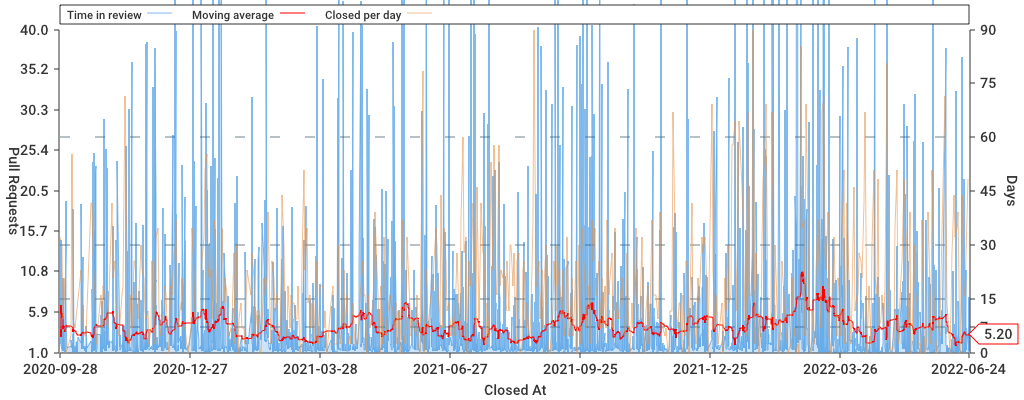 Time in review Moving average Closed per day
40.0 90
35.2 75
30.3
25.4 60
20.5 45
15.7 30
10.8
5.9 15
5.20
1.0 0
Pull Requests
Days
2020-09-28 2020-12-27 2021-03-28 2021-06-27 2021-09-25 2021-12-25 2022-03-26 2022-06-24
Closed At